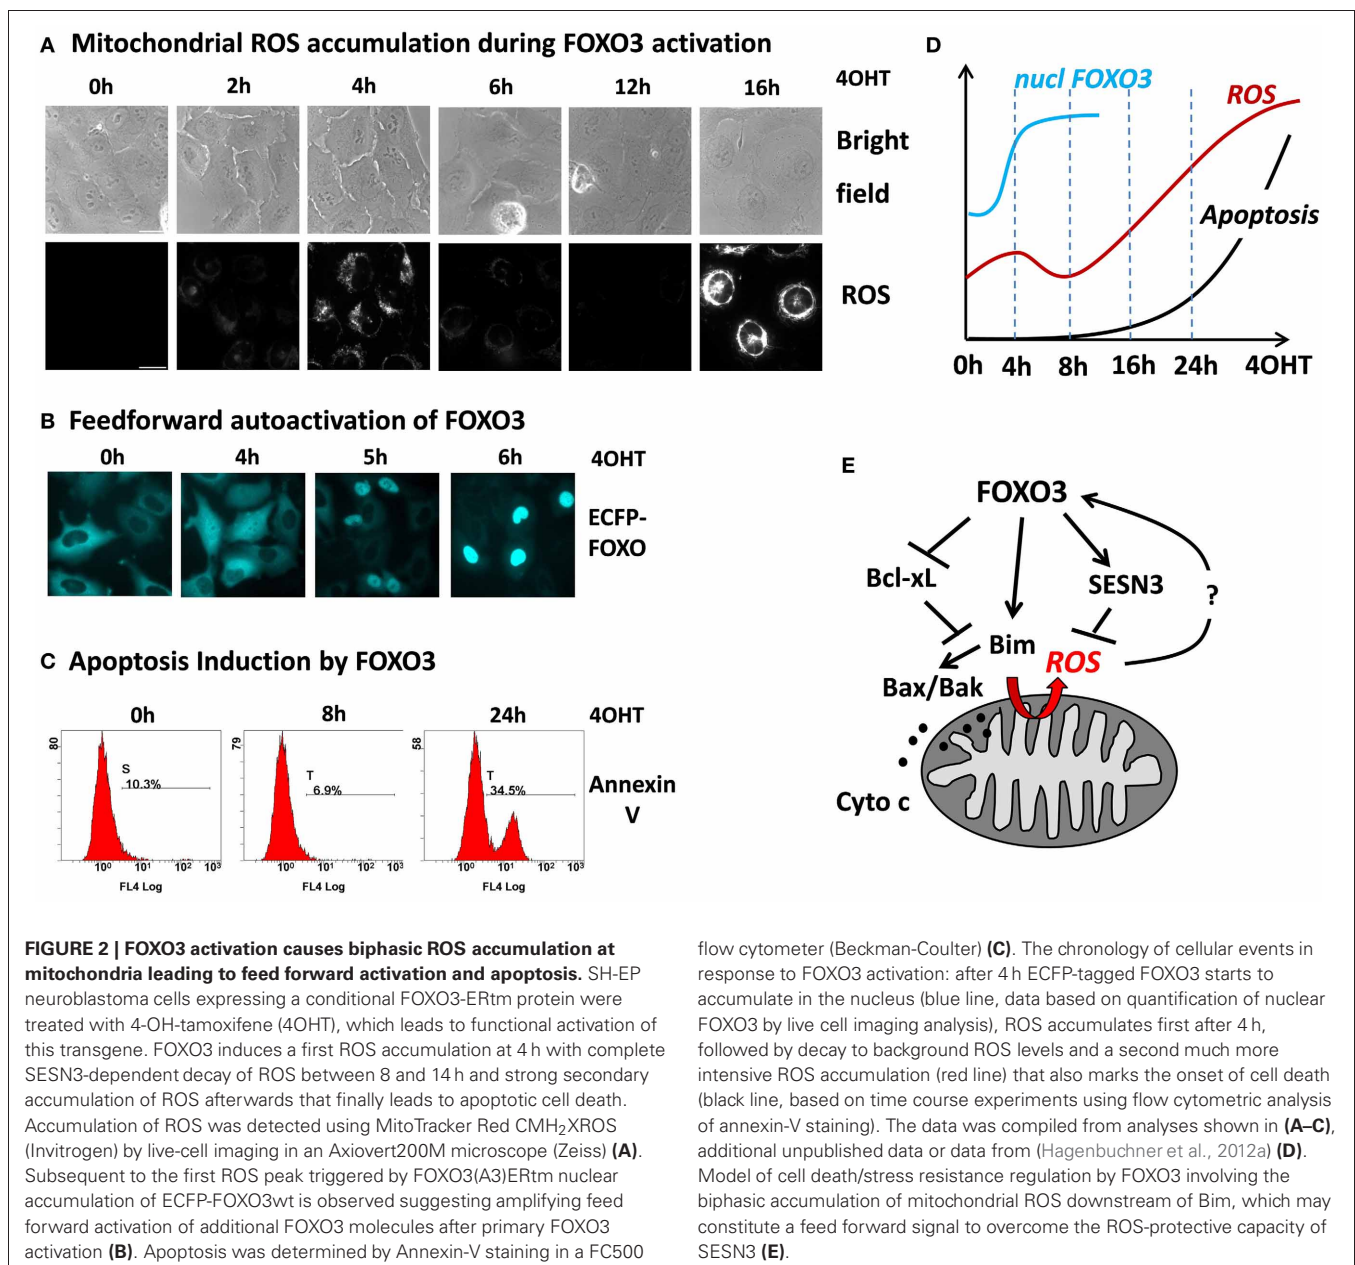 A Mitochondrial ROS accumulation during FOXO3 activation
0h 2h 4h 6h 12h 16h 4OHT
Bright
field
ROS
B Feedforward autoactivation of FOXO3
0h 4h 5h 6h 4OHT
ECFP-
FOXO
C Apoptosis Induction by FOXO3
0h 8h 24h 4OHT
80 S 10.3%
79 T 6.9%
58 T 34.5%
Annexin
V
10⁰ 10¹ 10² 10³ 10⁰ 10¹ 10² 10³ 10⁰ 10¹ 10² 10³
FL4 Log FL4 Log FL4 Log
D
nucl FOXO3
ROS
Apoptosis
0h 4h 8h 16h 24h 4OHT
E
FOXO3
Bcl-xL
SESN3
?
Bim
ROS
Bax/Bak
Cyto c
FIGURE 2 | FOXO3 activation causes biphasic ROS accumulation at
mitochondria leading to feed forward activation and apoptosis. SH-EP
neuroblastoma cells expressing a conditional FOXO3-ERtm protein were
treated with 4-OH-tamoxifene (4OHT), which leads to functional activation of
this transgene. FOXO3 induces a first ROS accumulation at 4 h with complete
SESN3-dependent decay of ROS between 8 and 14 h and strong secondary
accumulation of ROS afterwards that finally leads to apoptotic cell death.
Accumulation of ROS was detected using MitoTracker Red CMH₂XROS
(Invitrogen) by live-cell imaging in an Axiovert200M microscope (Zeiss) (A).
Subsequent to the first ROS peak triggered by FOXO3(A3)ERtm nuclear
accumulation of ECFP-FOXO3wt is observed suggesting amplifying feed
forward activation of additional FOXO3 molecules after primary FOXO3
activation (B). Apoptosis was determined by Annexin-V staining in a FC500
flow cytometer (Beckman-Coulter) (C). The chronology of cellular events in
response to FOXO3 activation: after 4 h ECFP-tagged FOXO3 starts to
accumulate in the nucleus (blue line, data based on quantification of nuclear
FOXO3 by live cell imaging analysis), ROS accumulates first after 4 h,
followed by decay to background ROS levels and a second much more
intensive ROS accumulation (red line) that also marks the onset of cell death
(black line, based on time course experiments using flow cytometric analysis
of annexin-V staining). The data was compiled from analyses shown in (A–C),
additional unpublished data or data from (Hagenbuchner et al., 2012a) (D).
Model of cell death/stress resistance regulation by FOXO3 involving the
biphasic accumulation of mitochondrial ROS downstream of Bim, which may
constitute a feed forward signal to overcome the ROS-protective capacity of
SESN3 (E).